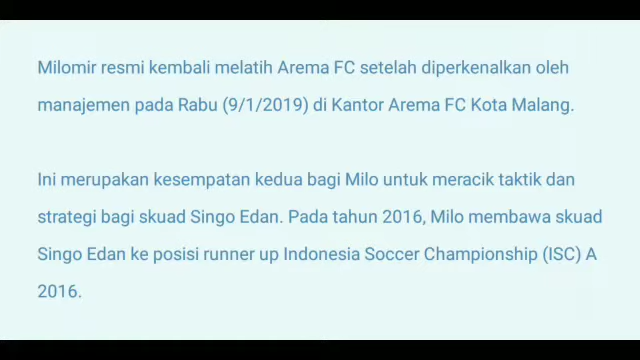 Milomir resmi kembali melatih Arema FC setelah diperkenalkan oleh
manajemen pada Rabu (9/1/2019) di Kantor Arema FC Kota Malang.
Ini merupakan kesempatan kedua bagi Milo untuk meracik taktik dan
strategi bagi skuad Singo Edan. Pada tahun 2016, Milo membawa skuad
Singo Edan ke posisi runner up Indonesia Soccer Championship (ISC) A
2016.